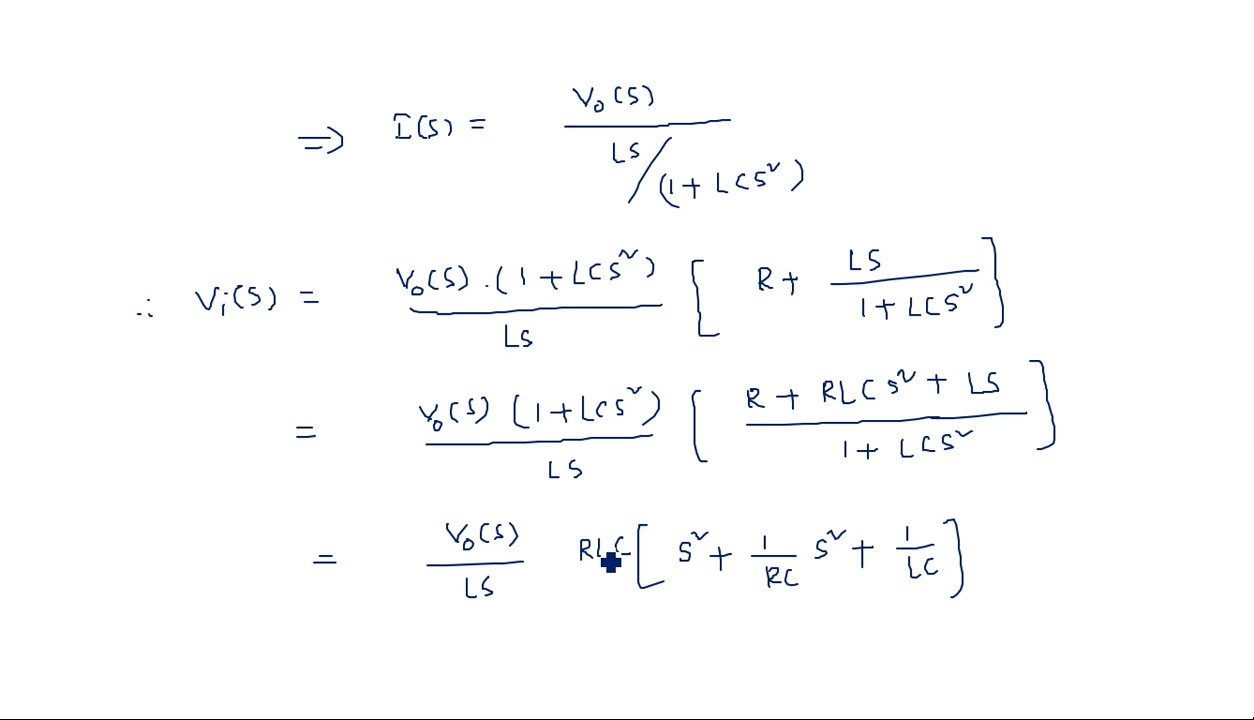 ⇒ I(S) = V₀(S) / (LS/(1 + LCS²))
∴ Vi(S) = V₀(S).(1 + LCS²) / LS [ R + LS / 1 + LCS² ]
= V₀(S) (1 + LCS²) / LS [ R + RLCS² + LS / 1 + LCS² ]
= V₀(S) / LS RLC [ S² + 1/RC S² + 1/LC ]